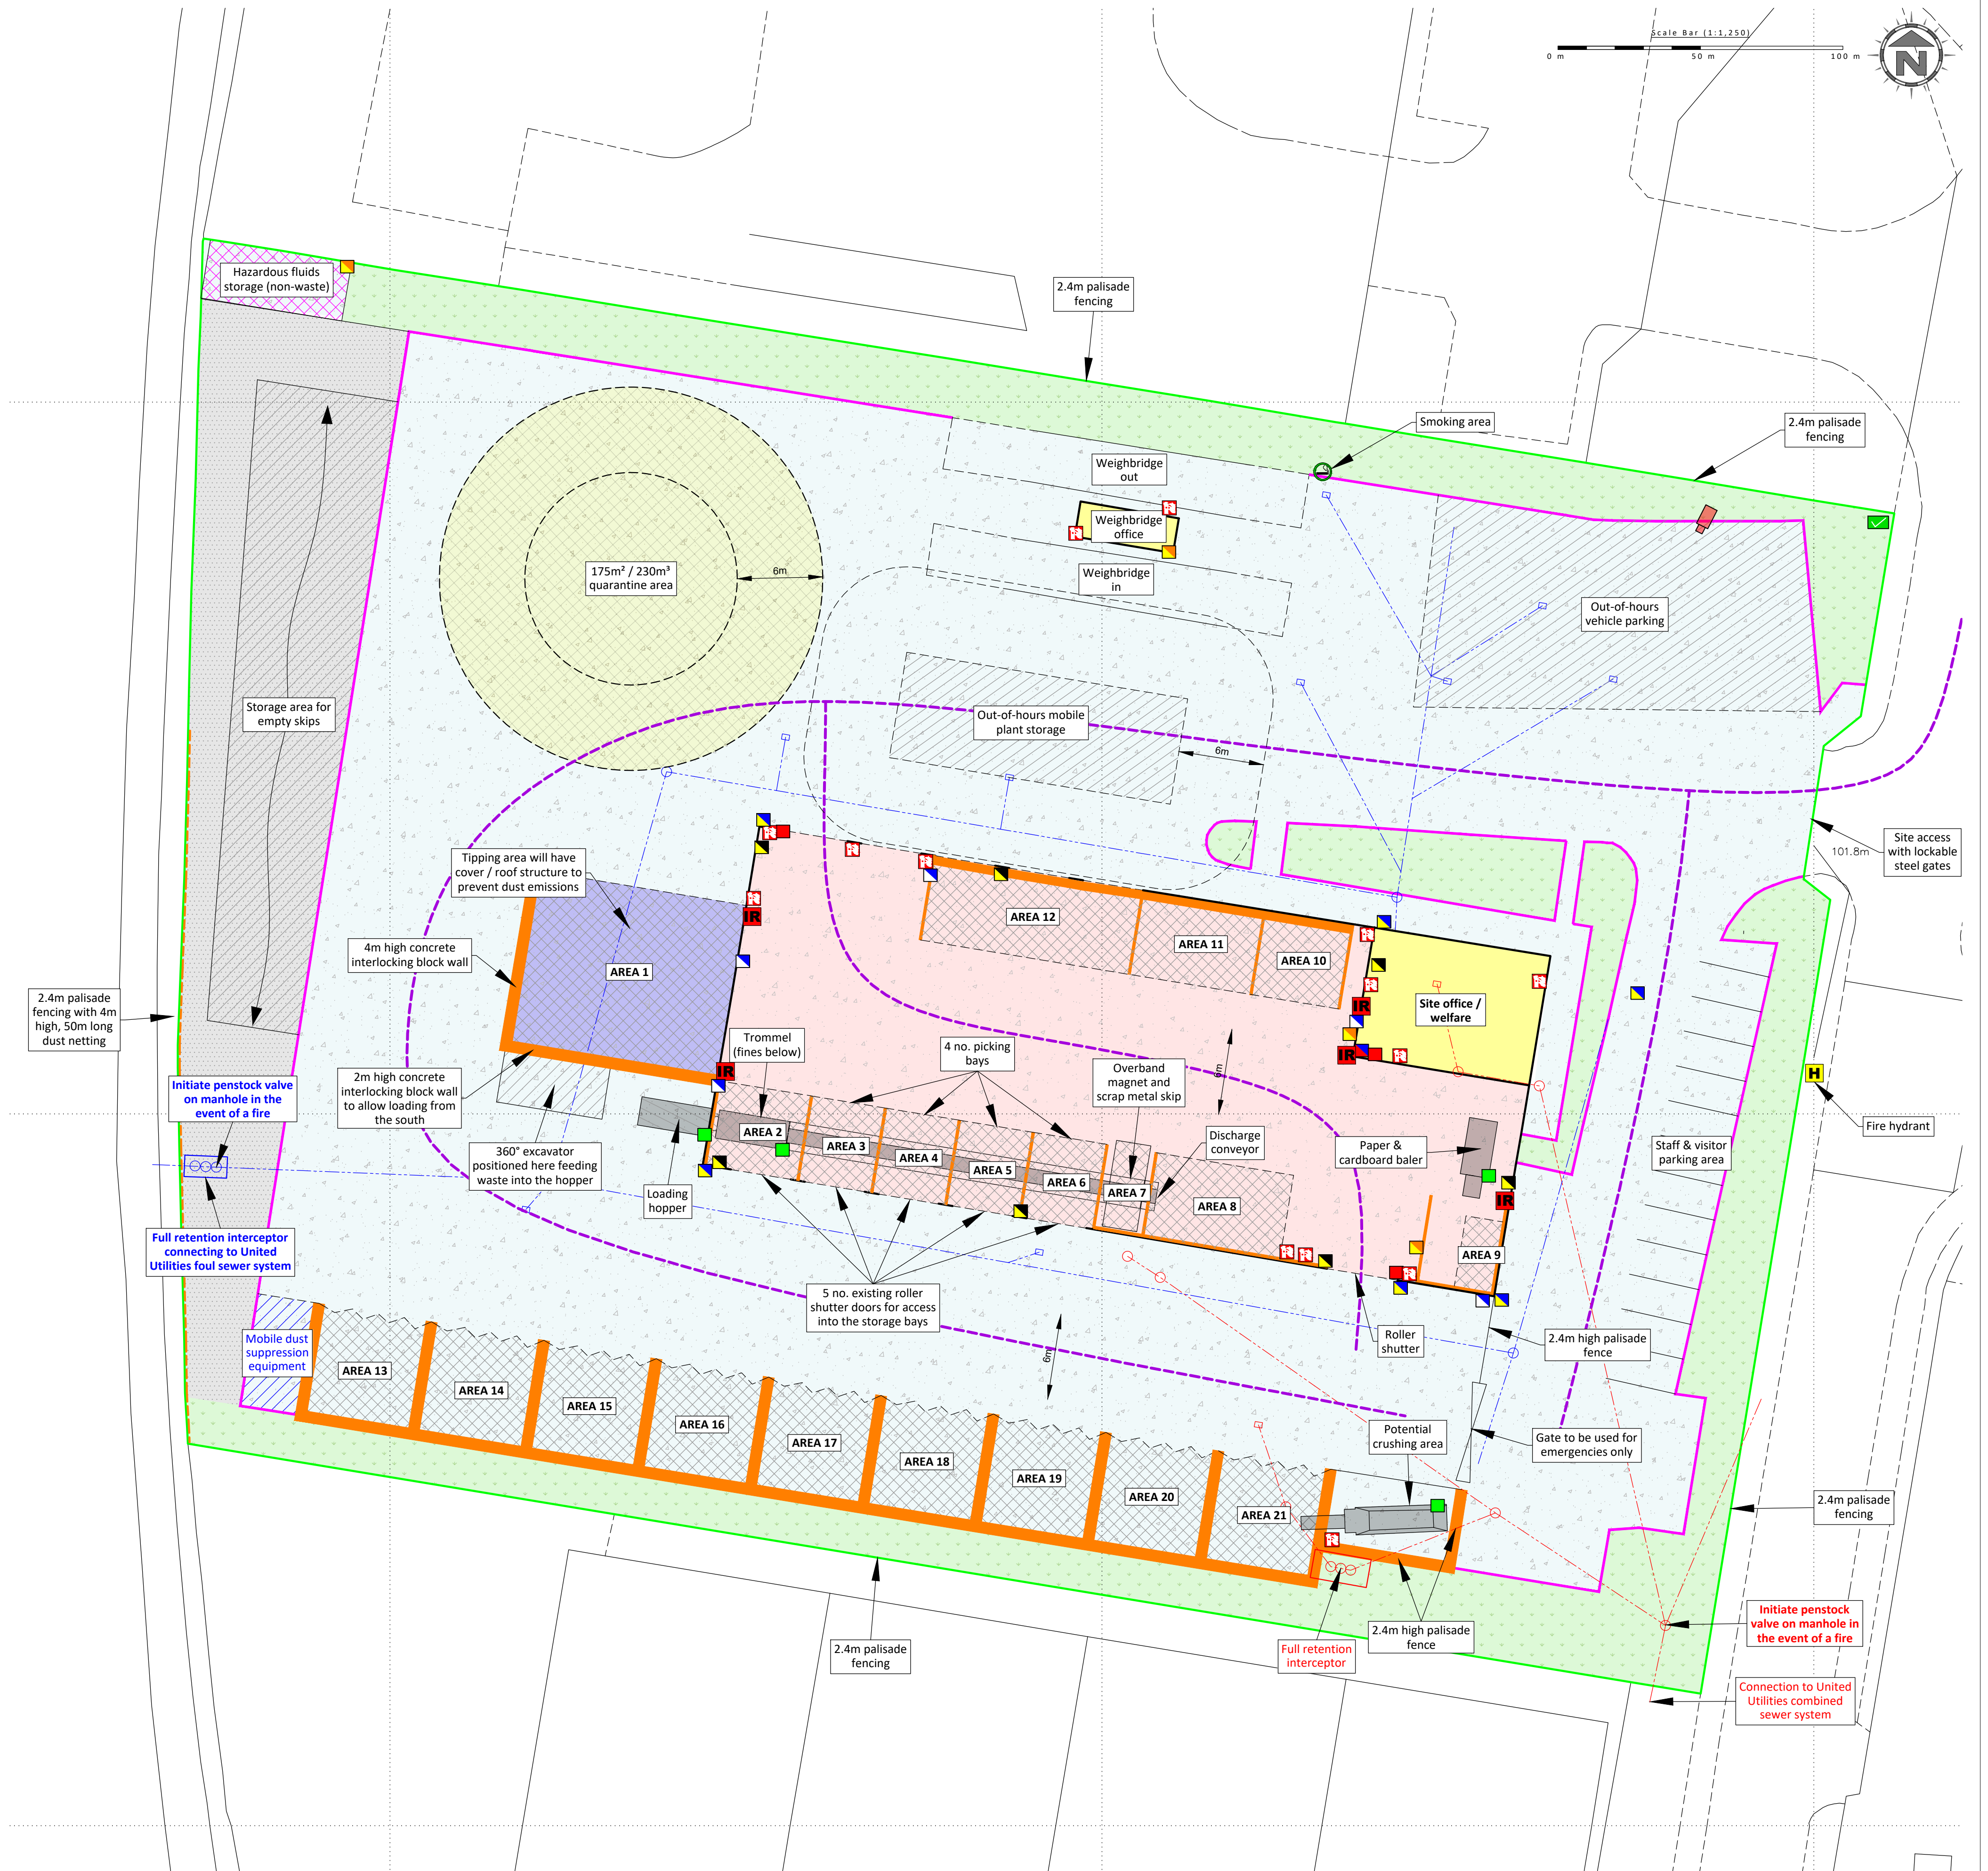 Scale Bar (1:1,250)
0 m
50 m
100 m
N
Hazardous fluids
storage (non-waste)
2.4m palisade
fencing
Smoking area
2.4m palisade
fencing
Weighbridge
out
Weighbridge
office
Weighbridge
in
175m² / 230m³
quarantine area
6m
Out-of-hours
vehicle parking
Storage area for
empty skips
Out-of-hours mobile
plant storage
6m
Site access
with lockable
steel gates
101.8m
Tipping area will have
cover / roof structure to
prevent dust emissions
IR
AREA 12
AREA 11
AREA 10
4m high concrete
interlocking block wall
AREA 1
2.4m palisade
fencing with 4m
high, 50m long
dust netting
IR
Site office /
welfare
Trommel
(fines below)
4 no. picking
bays
IR
IR
Overband
magnet and
scrap metal skip
6m
H
Initiate penstock valve
on manhole in the
event of a fire
2m high concrete
interlocking block wall
to allow loading from
the south
Fire hydrant
AREA 2
AREA 3
AREA 4
AREA 5
AREA 6
AREA 7
AREA 8
Discharge
conveyor
Paper &
cardboard baler
Staff & visitor
parking area
360° excavator
positioned here feeding
waste into the hopper
Loading
hopper
IR
AREA 9
Full retention interceptor
connecting to United
Utilities foul sewer system
5 no. existing roller
shutter doors for access
into the storage bays
Roller
shutter
2.4m high palisade
fence
Mobile dust
suppression
equipment
6m
AREA 13
AREA 14
AREA 15
AREA 16
AREA 17
AREA 18
AREA 19
AREA 20
AREA 21
Potential
crushing area
Gate to be used for
emergencies only
2.4m palisade
fencing
2.4m palisade
fencing
Full retention
interceptor
2.4m high palisade
fence
Initiate penstock
valve on manhole in
the event of a fire
Connection to United
Utilities combined
sewer system